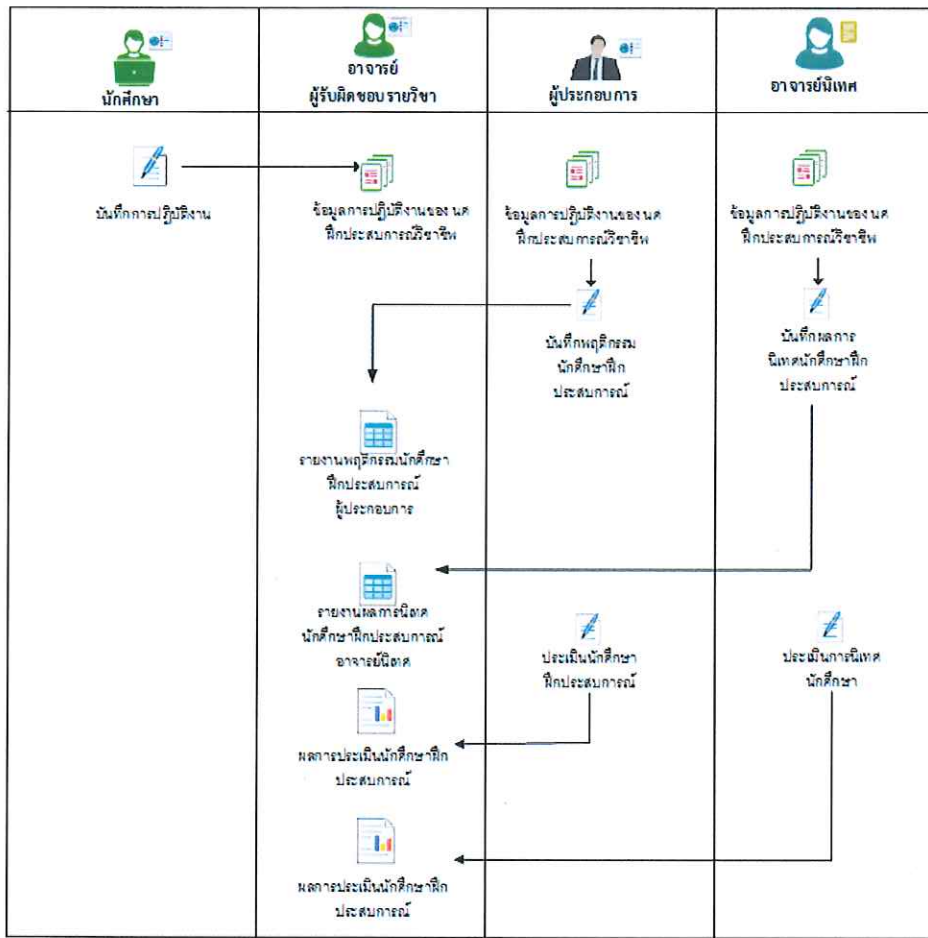 นักศึกษา
อาจารย์
ผู้รับผิดชอบรายวิชา
ผู้ประกอบการ
อาจารย์นิเทศ
บันทึกการปฏิบัติงาน
ข้อมูลการปฏิบัติงานของ นศ
ฝึกประสบการณ์วิชาชีพ
ข้อมูลการปฏิบัติงานของ นศ
ฝึกประสบการณ์วิชาชีพ
ข้อมูลการปฏิบัติงานของ นศ
ฝึกประสบการณ์วิชาชีพ
บันทึกพฤติกรรม
นักศึกษาฝึก
ประสบการณ์
บันทึกผลการ
นิเทศนักศึกษาฝึก
ประสบการณ์
รายงานพฤติกรรมนักศึกษา
ฝึกประสบการณ์
ผู้ประกอบการ
รายงานผลการนิเทศ
นักศึกษาฝึกประสบการณ์
อาจารย์นิเทศ
ประเมินนักศึกษา
ฝึกประสบการณ์
ประเมินการนิเทศ
นักศึกษา
ผลการประเมินนักศึกษาฝึก
ประสบการณ์
ผลการประเมินนักศึกษาฝึก
ประสบการณ์